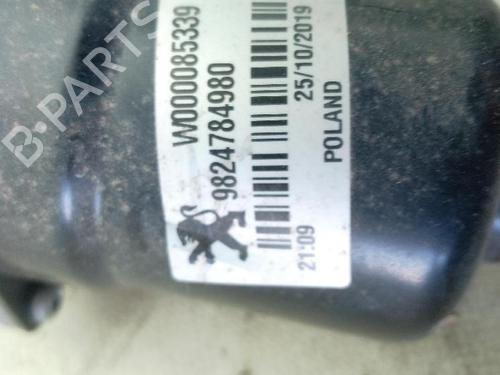 W000085339
9824784980
25/10/2019
21:09
POLAND
B-PARTS